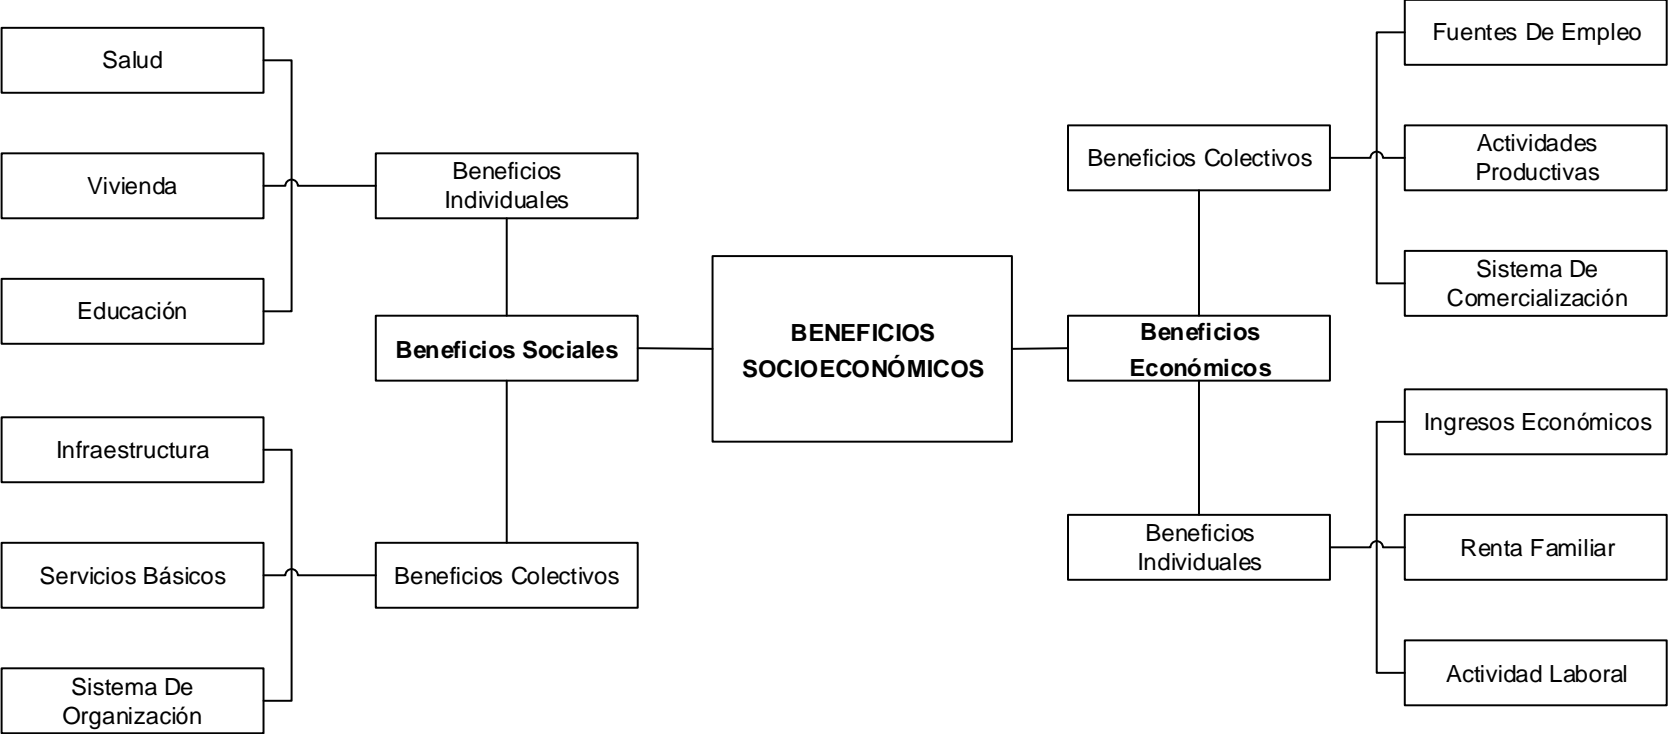 Salud
Vivienda
Educación
Infraestructura
Servicios Básicos
Sistema De
Organización
Beneficios
Individuales
Beneficios Sociales
Beneficios Colectivos
BENEFICIOS
SOCIOECONÓMICOS
Beneficios Colectivos
Beneficios
Económicos
Beneficios
Individuales
Fuentes De Empleo
Actividades
Productivas
Sistema De
Comercialización
Ingresos Económicos
Renta Familiar
Actividad Laboral